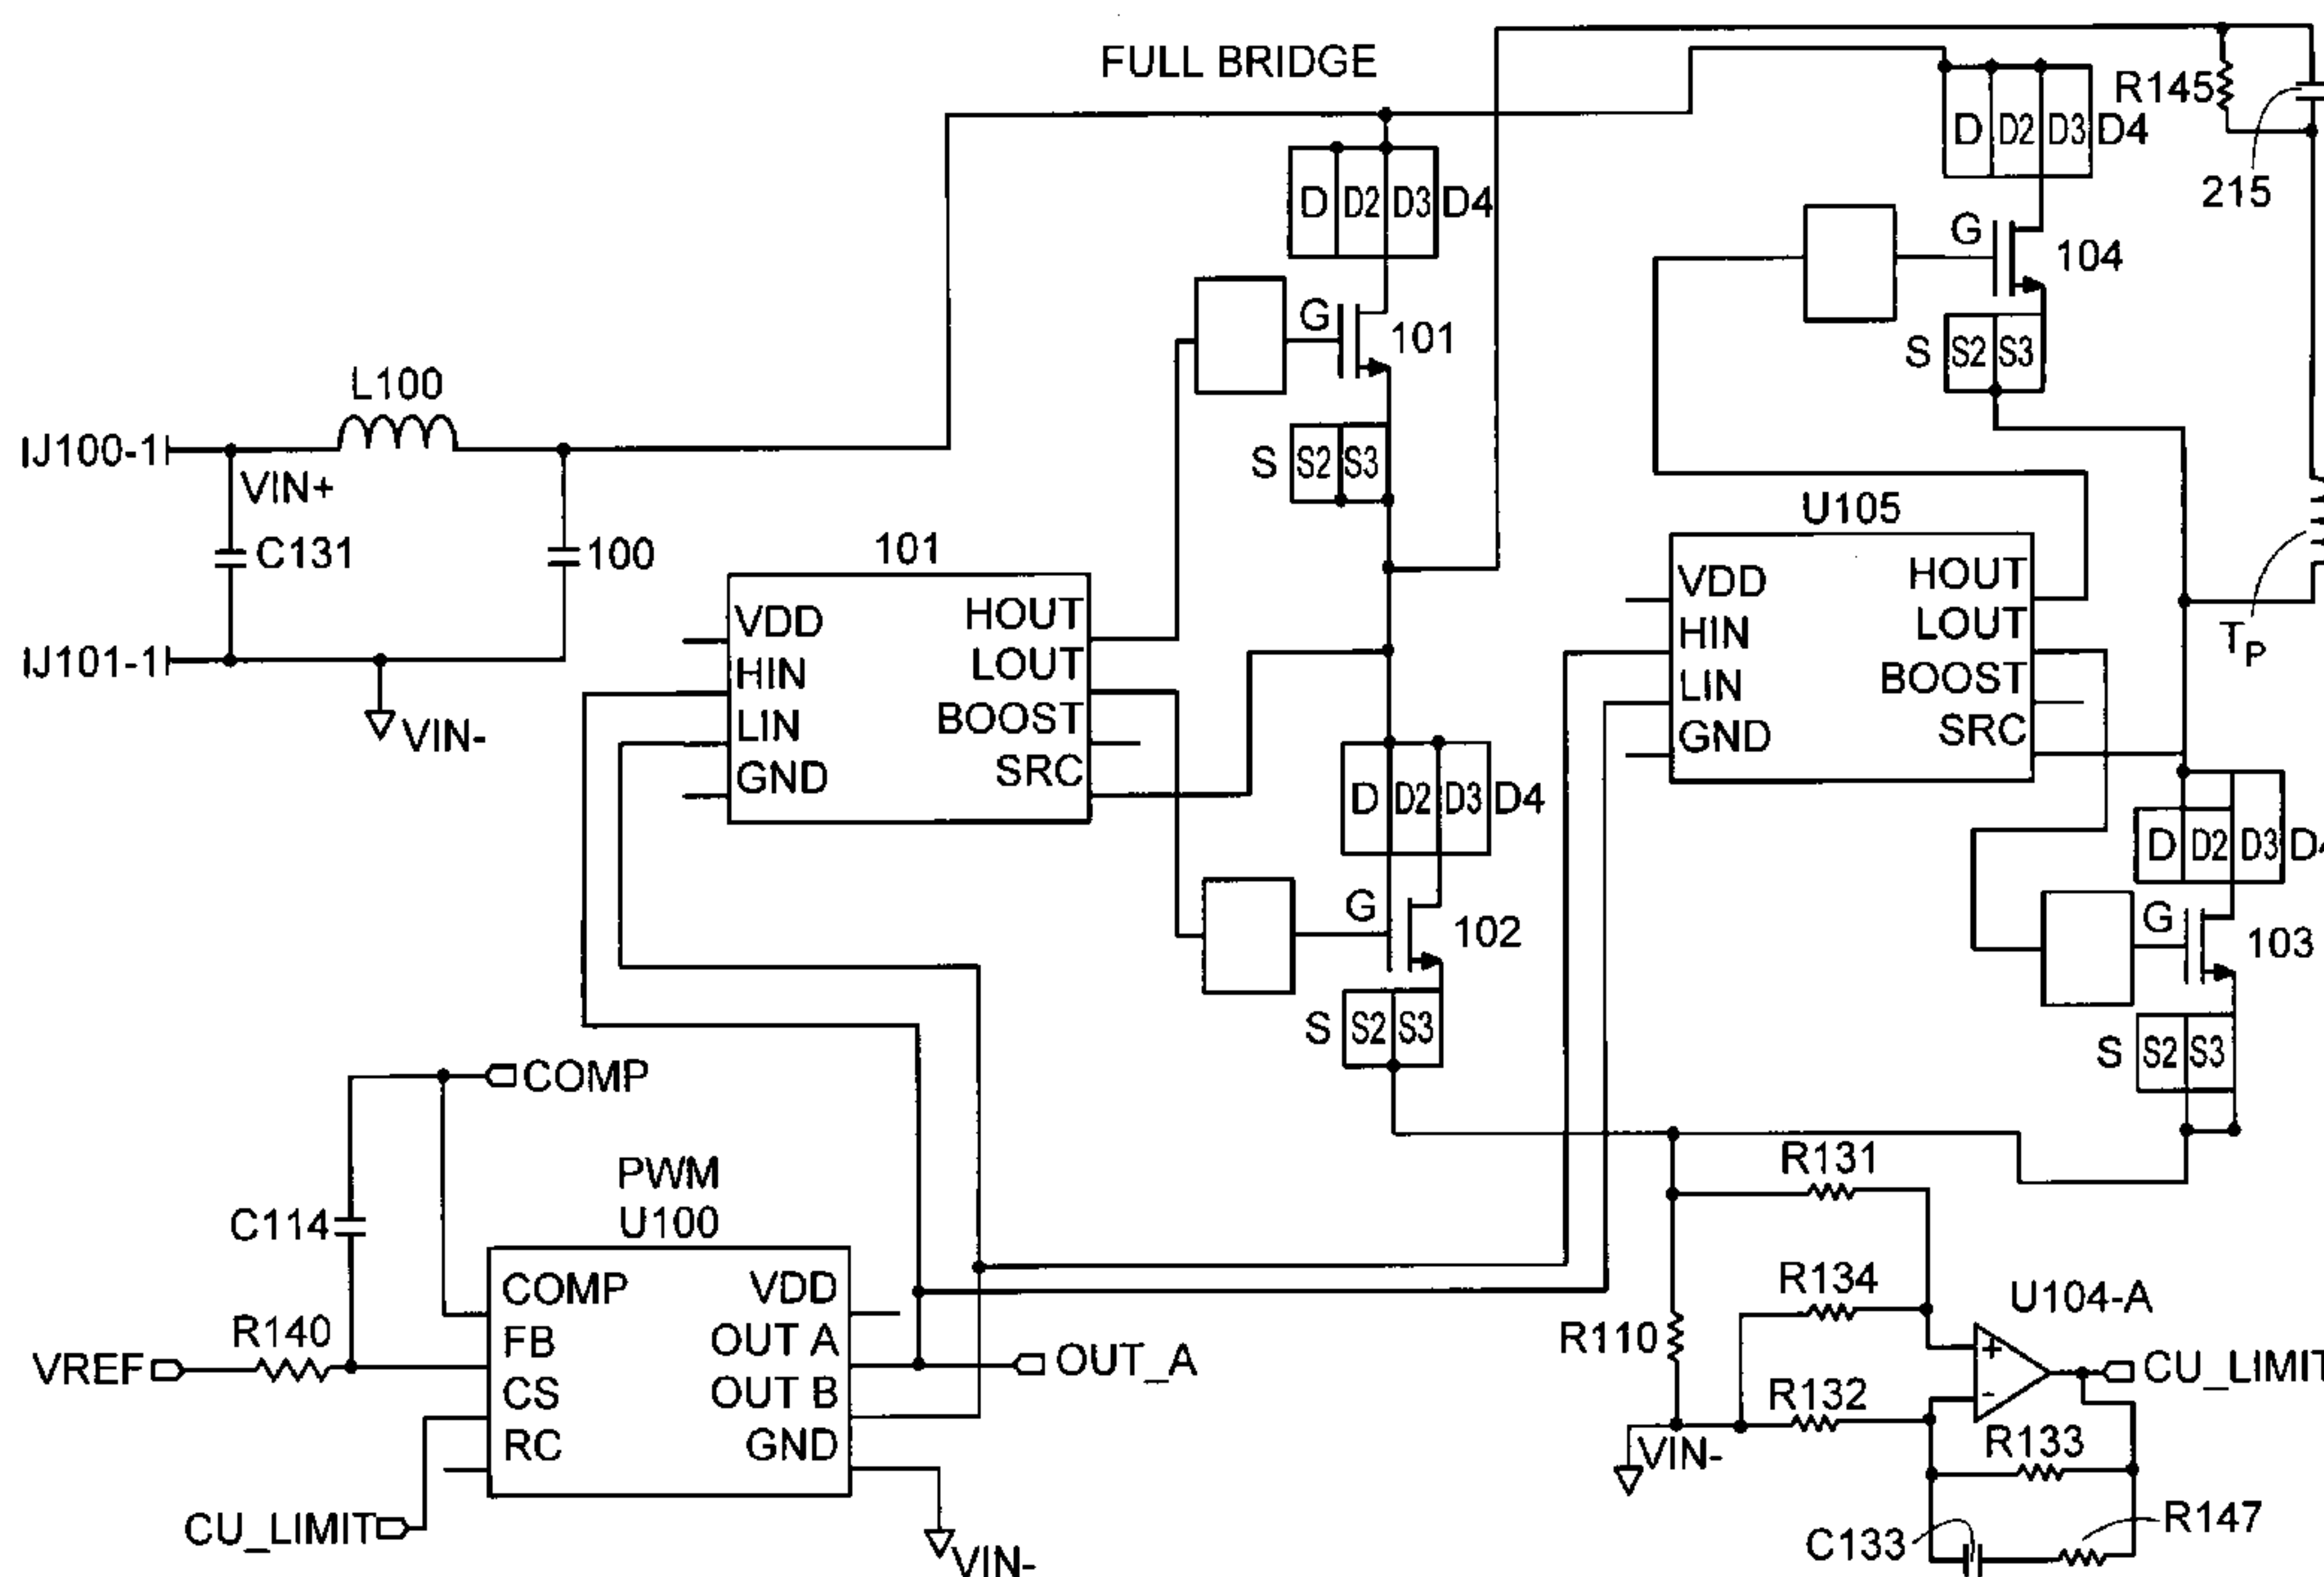 FULL BRIDGE
R145
215
D D2 D3 D4
G
104
S S2 S3
D D2 D3 D4
G
101
S S2 S3
L100
IJ100-1
VIN+
C131
100
IJ101-1
VIN-
101
VDD
HIN
LIN
GND
HOUT
LOUT
BOOST
SRC
U105
VDD
HIN
LIN
GND
HOUT
LOUT
BOOST
SRC
TP
D D2 D3 D4
G
102
S S2 S3
D D2 D3 D4
G
103
S S2 S3
COMP
C114
PWM
U100
R140
VREF
COMP
FB
CS
RC
VDD
OUT A
OUT B
GND
OUT_A
CU_LIMIT
VIN-
R131
R134
R110
R132
VIN-
U104-A
+
-
CU_LIMIT
R133
C133
R147